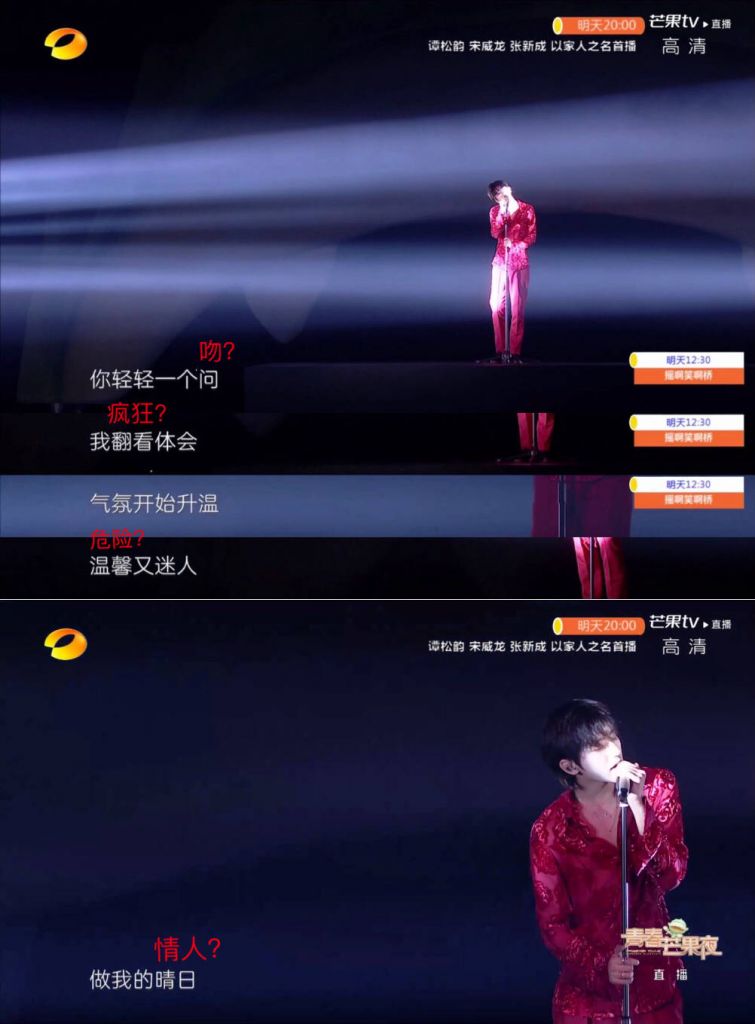 明天20:00
芒果tv 直播
谭松韵 宋威龙 张新成 以家人之名首播
高清
吻?
你轻轻一个问
明天12:30
摇啊笑啊桥
疯狂?
我翻看体会
明天12:30
摇啊笑啊桥
气氛开始升温
明天12:30
摇啊笑啊桥
危险?
温馨又迷人
明天20:00
芒果tv 直播
谭松韵 宋威龙 张新成 以家人之名首播
高清
青春芒果夜
直播
情人?
做我的晴日